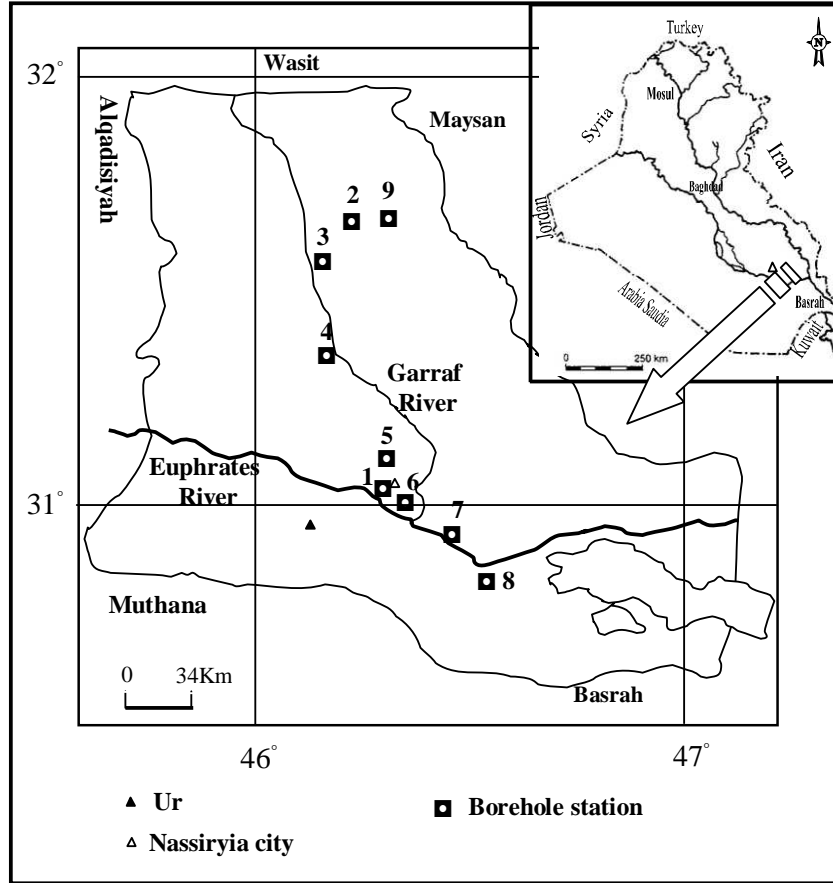 Turkey
N
Mosul
Syria
Iran
Baghdad
Jordan
Arabia Saudia
Basrah
Kuwait
0 250 km
32°
Wasit
Alqadisiyah
Maysan
2 9
3
4
Garraf
River
5
Euphrates
River
1 6
31°
7
8
Muthana
0 34Km
Basrah
46° 47°
Ur
Borehole station
Nassiryia city